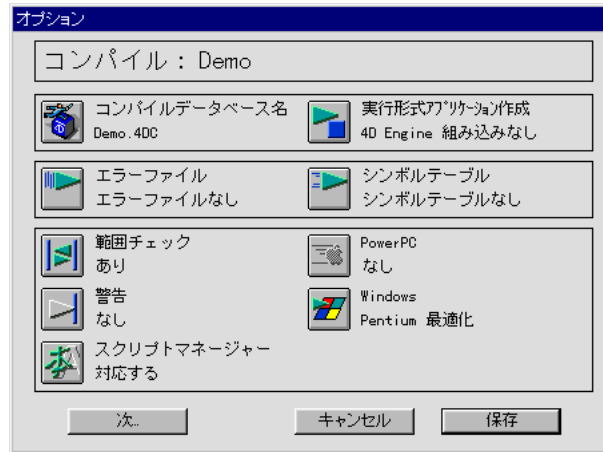 オプション
コンパイル : Demo
コンパイルデータベース名
Demo.4DC
実行形式アプリケーション作成
4D Engine 組み込みなし
エラーファイル
エラーファイルなし
シンボルテーブル
シンボルテーブルなし
範囲チェック
あり
PowerPC
なし
警告
なし
Windows
Pentium 最適化
スクリプトマネージャー
対応する
次...
キャンセル
保存